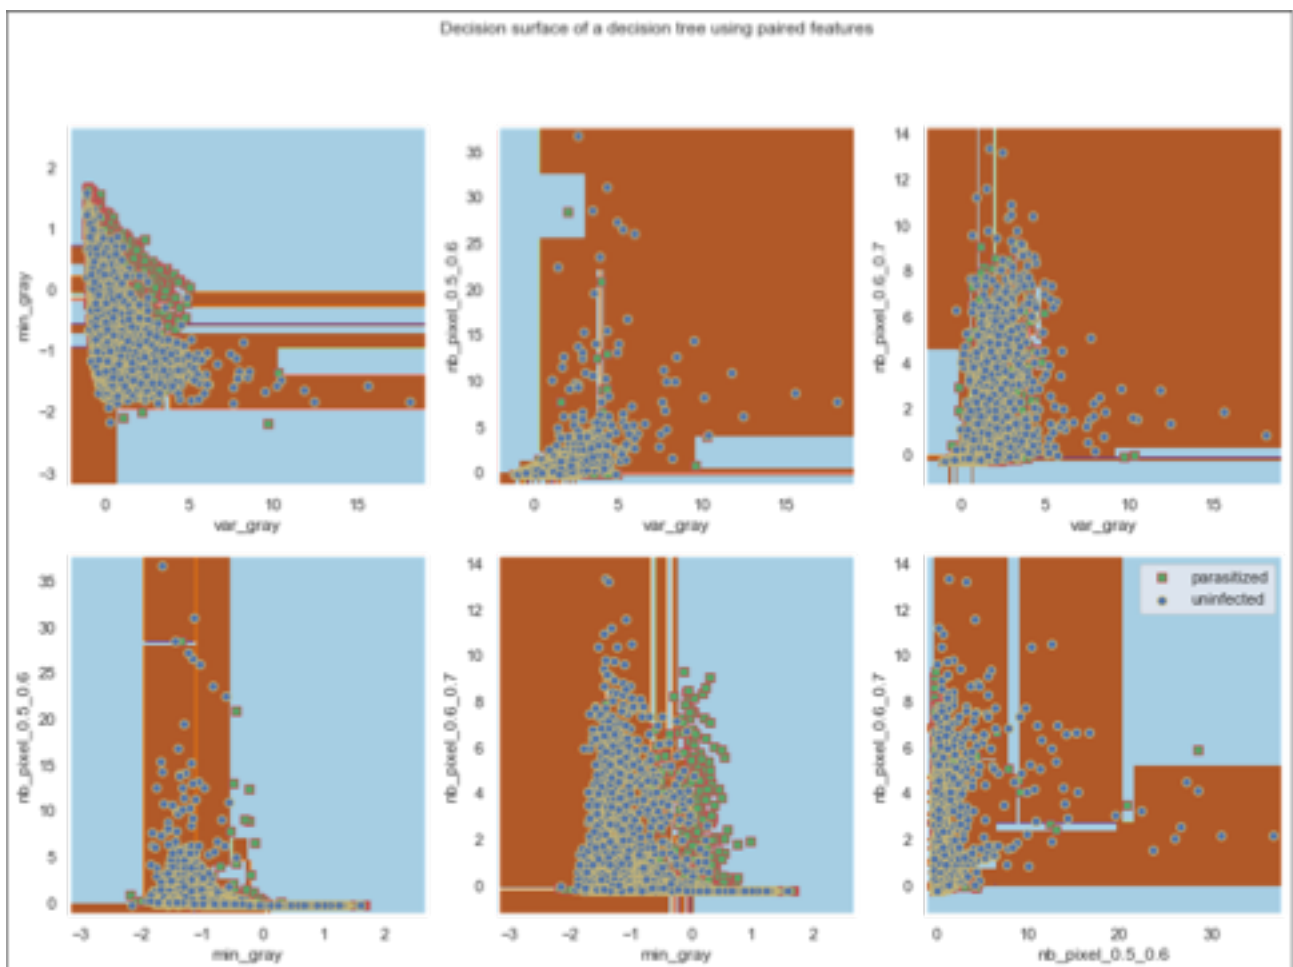 Decision surface of a decision tree using paired features
2
1
0
−1
−2
−3
min_gray
0 5 10 15
var_gray
35
30
25
20
15
10
5
0
nb_pixel_0.5_0.6
0 5 10 15
var_gray
14
12
10
8
6
4
2
0
nb_pixel_0.6_0.7
0 5 10 15
var_gray
35
30
25
20
15
10
5
0
nb_pixel_0.5_0.6
−3 −2 −1 0 1 2
min_gray
14
12
10
8
6
4
2
0
nb_pixel_0.6_0.7
−3 −2 −1 0 1 2
min_gray
14
12
10
8
6
4
2
0
nb_pixel_0.6_0.7
parasitized
uninfected
0 10 20 30
nb_pixel_0.5_0.6